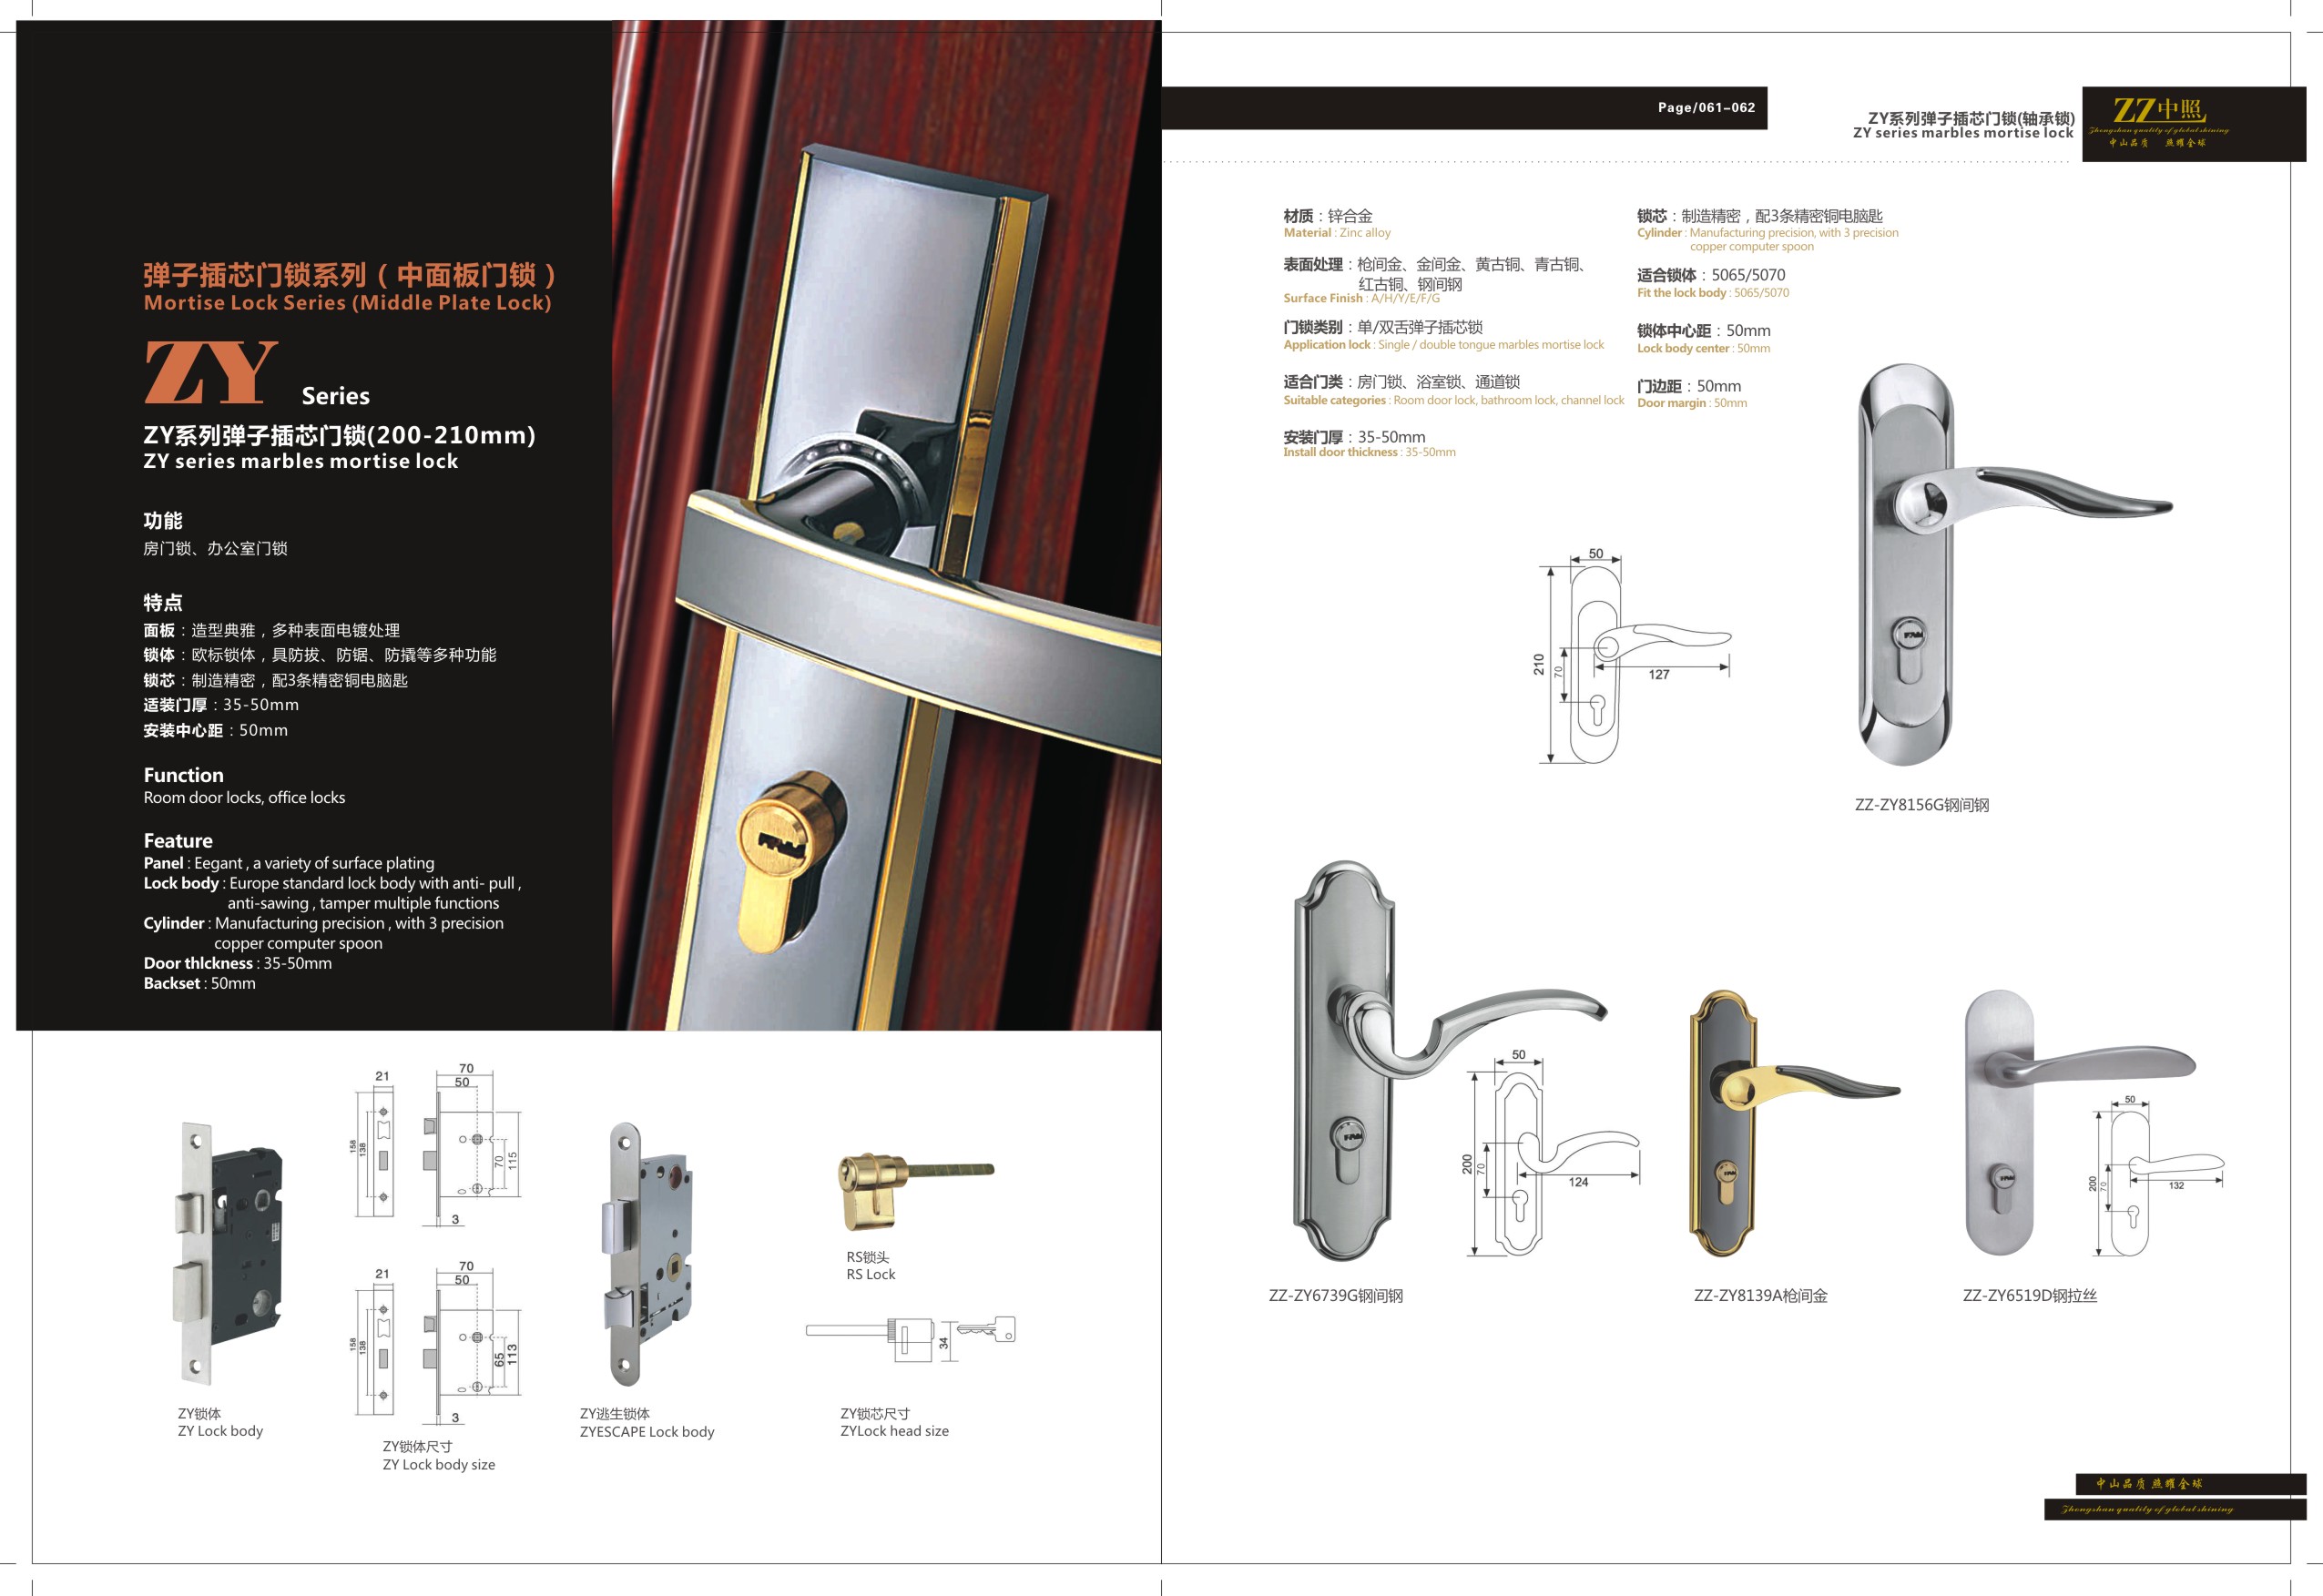 弹子插芯门锁系列（中面板门锁）
Mortise Lock Series (Middle Plate Lock)
ZY Series
ZY系列弹子插芯门锁(200-210mm)
ZY series marbles mortise lock
功能
房门锁、办公室门锁
特点
面板：造型典雅，多种表面电镀处理
锁体：欧标锁体，具防拔、防锯、防撬等多种功能
锁芯：制造精密，配3条精密铜电脑匙
适装门厚：35-50mm
安装中心距：50mm
Function
Room door locks, office locks
Feature
Panel : Eegant , a variety of surface plating
Lock body : Europe standard lock body with anti- pull ,
anti-sawing , tamper multiple functions
Cylinder : Manufacturing precision , with 3 precision
copper computer spoon
Door thlckness : 35-50mm
Backset : 50mm
21
158
138
70
50
70
115
3
21
158
138
70
50
65
113
3
ZY锁体
ZY Lock body
ZY锁体尺寸
ZY Lock body size
ZY逃生锁体
ZYESCAPE Lock body
RS锁头
RS Lock
34
ZY锁芯尺寸
ZYLock head size
Page/061-062
ZY系列弹子插芯门锁(轴承锁)
ZY series marbles mortise lock
ZZ中照
Zhongshan quality of global shining
中山品质 照耀全球
材质：锌合金
Material : Zinc alloy
表面处理：枪间金、金间金、黄古铜、青古铜、
红古铜、钢间钢
Surface Finish : A/H/Y/E/F/G
门锁类别：单/双舌弹子插芯锁
Application lock : Single / double tongue marbles mortise lock
适合门类：房门锁、浴室锁、通道锁
Suitable categories : Room door lock, bathroom lock, channel lock
安装门厚：35-50mm
Install door thickness : 35-50mm
锁芯：制造精密，配3条精密铜电脑匙
Cylinder : Manufacturing precision, with 3 precision
copper computer spoon
适合锁体：5065/5070
Fit the lock body : 5065/5070
锁体中心距：50mm
Lock body center : 50mm
门边距：50mm
Door margin : 50mm
50
210
70
127
ZZ-ZY8156G钢间钢
50
200
70
124
ZZ-ZY6739G钢间钢
ZZ-ZY8139A枪间金
50
200
70
132
ZZ-ZY6519D钢拉丝
中山品质 照耀全球
Zhongshan quality of global shining